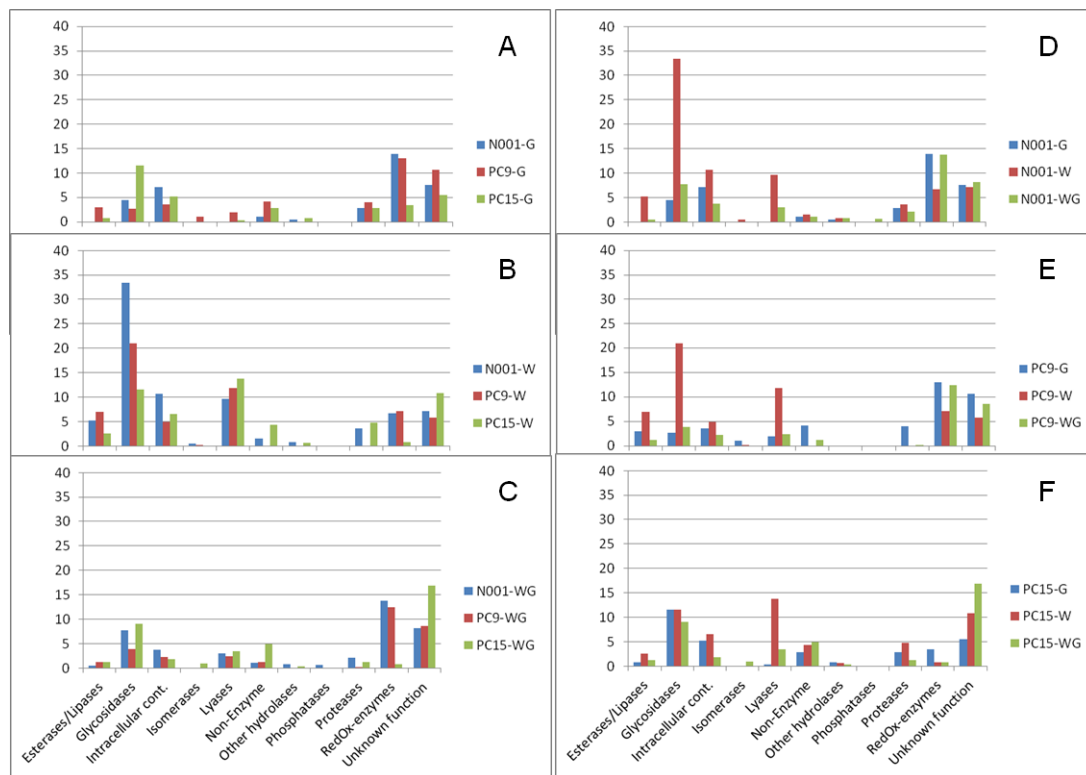 A
40
35
30
25
20
15
10
5
0
N001-G
PC9-G
PC15-G
B
40
35
30
25
20
15
10
5
0
N001-W
PC9-W
PC15-W
C
40
35
30
25
20
15
10
5
0
N001-WG
PC9-WG
PC15-WG
Esterases/Lipases
Glycosidases
Intracellular cont.
Isomerases
Lyases
Non-Enzyme
Other hydrolases
Phosphatases
Proteases
RedOx-enzymes
Unknown function
D
40
35
30
25
20
15
10
5
0
N001-G
N001-W
N001-WG
E
40
35
30
25
20
15
10
5
0
PC9-G
PC9-W
PC9-WG
F
40
35
30
25
20
15
10
5
0
PC15-G
PC15-W
PC15-WG
Esterases/Lipases
Glycosidases
Intracellular cont.
Isomerases
Lyases
Non-Enzyme
Other hydrolases
Phosphatases
Proteases
RedOx-enzymes
Unknown function